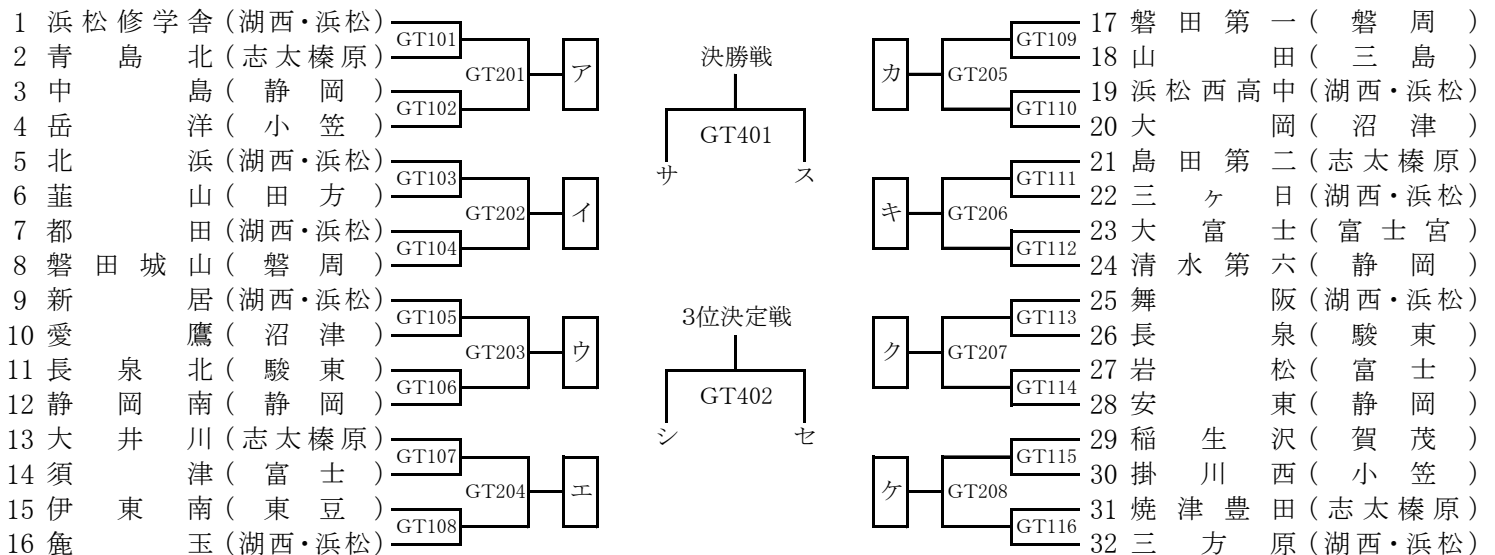 1 浜松修学舎(湖西・浜松)
2 青島北(志太榛原)
3 中島(静岡)
4 岳洋(小笠)
5 北浜(湖西・浜松)
6 韮山(田方)
7 都田(湖西・浜松)
8 磐田城山(磐周)
9 新居(湖西・浜松)
10 愛鷹(沼津)
11 長泉北(駿東)
12 静岡南(静岡)
13 大井川(志太榛原)
14 須津(富士)
15 伊東南(東豆)
16 麁玉(湖西・浜松)
GT101
GT102
GT103
GT104
GT105
GT106
GT107
GT108
GT201
GT202
GT203
GT204
ア
イ
ウ
エ
決勝戦
GT401
サ ス
3位決定戦
GT402
シ セ
カ
キ
ク
ケ
GT205
GT206
GT207
GT208
GT109
GT110
GT111
GT112
GT113
GT114
GT115
GT116
17 磐田第一(磐周)
18 山田(三島)
19 浜松西高中(湖西・浜松)
20 大岡(沼津)
21 島田第二(志太榛原)
22 三ヶ日(湖西・浜松)
23 大富士(富士宮)
24 清水第六(静岡)
25 舞阪(湖西・浜松)
26 長泉(駿東)
27 岩松(富士)
28 安東(静岡)
29 稲生沢(賀茂)
30 掛川西(小笠)
31 焼津豊田(志太榛原)
32 三方原(湖西・浜松)